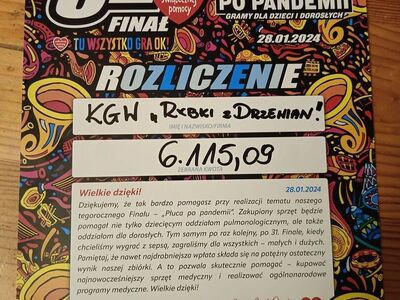 FINAŁ
Świątecznej
pomocy
PO PANDEMII
GRAMY DLA DZIECI I DOROSŁYCH!
28.01.2024
TU WSZYSTKO GRA OK!
ROZLICZENIE
KGW „RYBKI z DRZENIAN!
IMIĘ I NAZWISKO/FIRMA
6.115,09
ZEBRANA KWOTA
Wielkie dzięki!
28.01.2024
Dziękujemy, że tak bardzo pomagasz przy realizacji tematu naszego
tegorocznego Finału – „Płuca po pandemii”. Zakupiony sprzęt będzie
pomagał nie tylko dziecięcym oddziałom pulmonologicznym, ale także
oddziałom dla dorosłych. Tym samym po raz kolejny, po 31. Finale, kiedy
chcieliśmy wygrać z sepsą, zagraliśmy dla wszystkich – małych i dużych.
Pamiętaj, że nawet najdrobniejsza wpłata składa się na potężny ostateczny
wynik naszej zbiórki. A to pozwala skutecznie pomagać – kupować
najnowocześniejszy sprzęt medyczny i realizować ogólnonarodowe
programy medyczne. Wielkie dzięki!